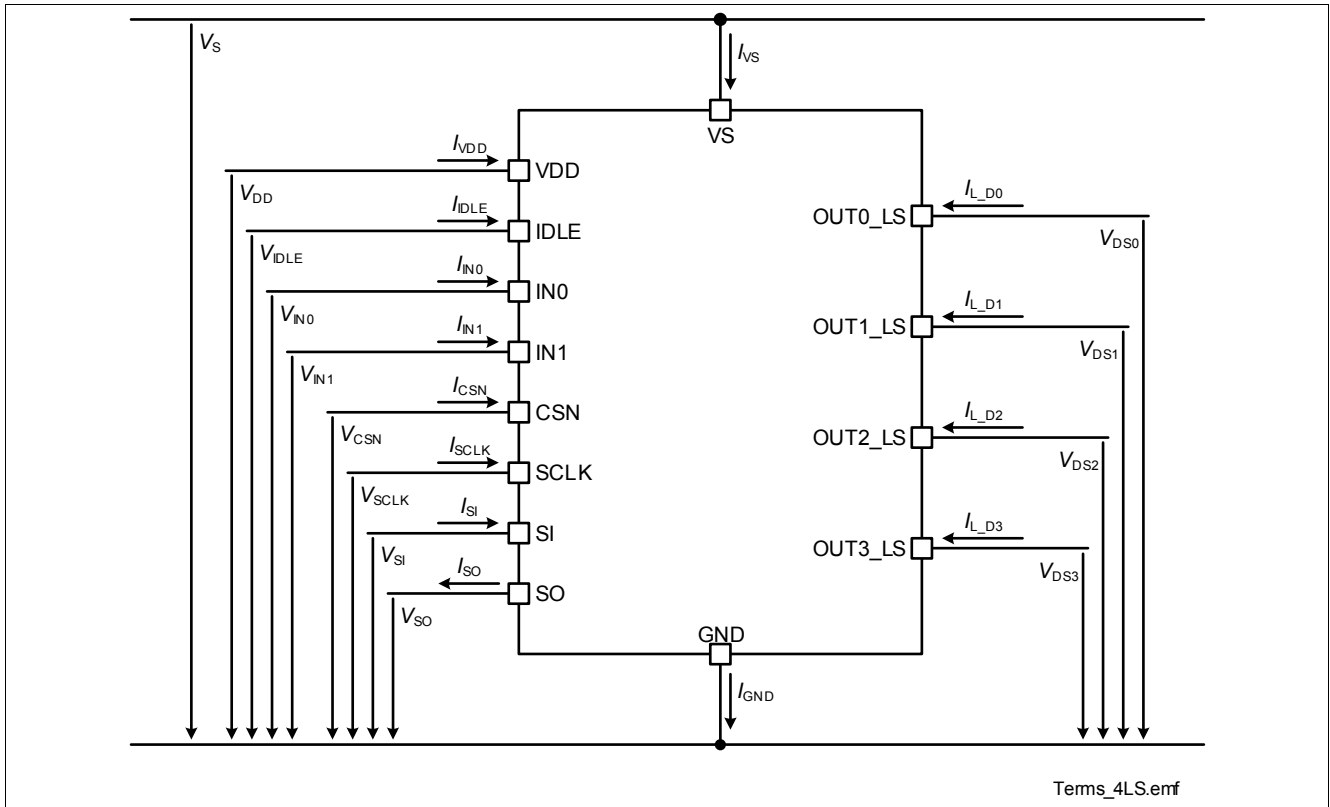 VS
IVS
VS
IVDD
VDD
VDD
IIDLE
IDLE
VIDLE
IIN0
IN0
VIN0
IIN1
IN1
VIN1
ICSN
CSN
VCSN
ISCLK
SCLK
VSCLK
ISI
SI
VSI
ISO
SO
VSO
IL_D0
OUT0_LS
VDS0
IL_D1
OUT1_LS
VDS1
IL_D2
OUT2_LS
VDS2
IL_D3
OUT3_LS
VDS3
GND
IGND
Terms_4LS.emf